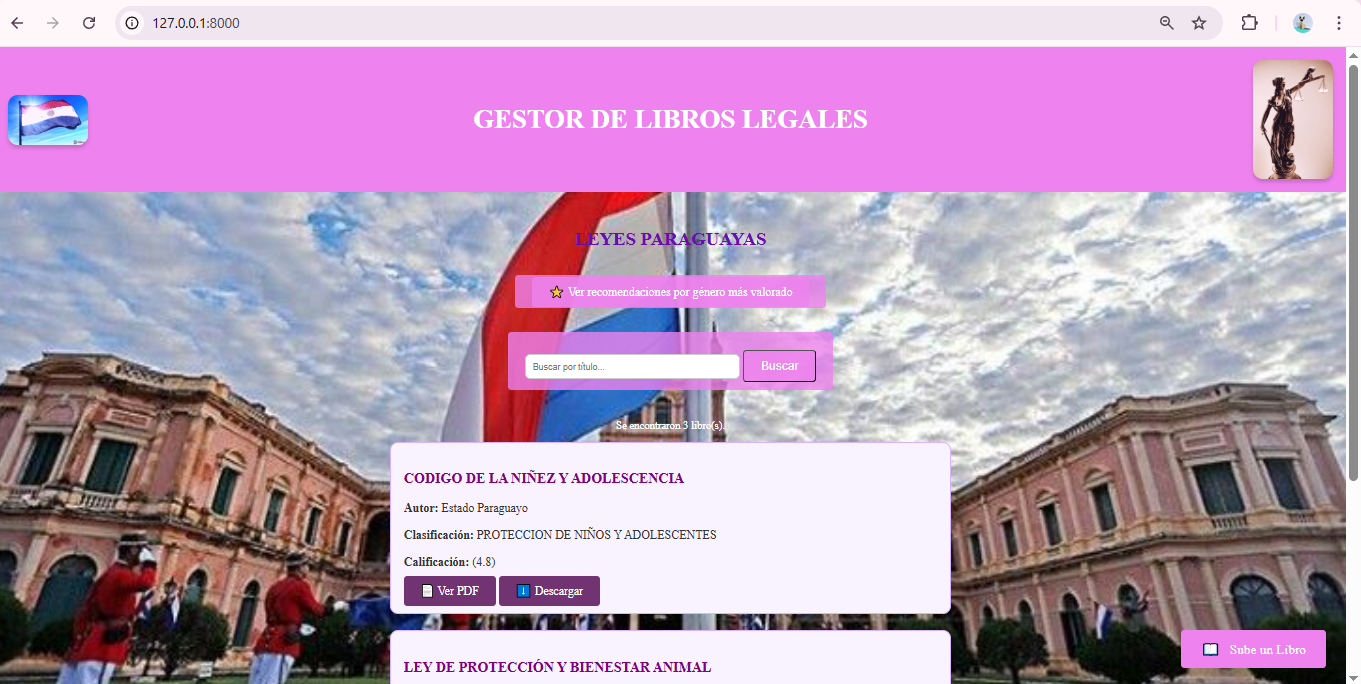 127.0.0.1:8000
GESTOR DE LIBROS LEGALES
LEYES PARAGUAYAS
⭐ Ver recomendaciones por género más valorado
Buscar por título...
Buscar
Se encontraron 3 libro(s).
CODIGO DE LA NIÑEZ Y ADOLESCENCIA
Autor: Estado Paraguayo
Clasificación: PROTECCION DE NIÑOS Y ADOLESCENTES
Calificación: (4.8)
📄 Ver PDF
⬇️ Descargar
LEY DE PROTECCIÓN Y BIENESTAR ANIMAL
📖 Sube un Libro